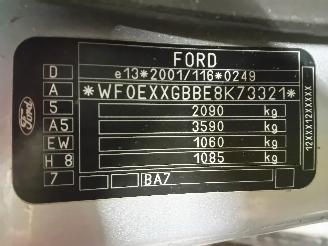 FORD
D e13*2001/116*0249
A *WF0EXXGBBE8K73321*
5 2090 kg
A5 3590 kg
EW 1060 kg
H 8 1085 kg
7 BA7
Ford
12XXX12XXXXX